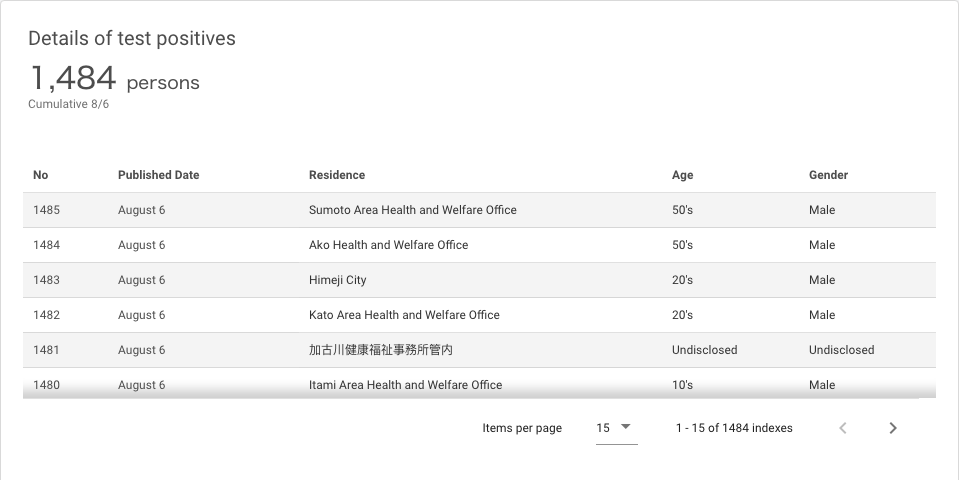 Details of test positives
1,484 persons
Cumulative 8/6
No Published Date Residence Age Gender
1485 August 6 Sumoto Area Health and Welfare Office 50's Male
1484 August 6 Ako Health and Welfare Office 50's Male
1483 August 6 Himeji City 20's Male
1482 August 6 Kato Area Health and Welfare Office 20's Male
1481 August 6 加古川健康福祉事務所管内 Undisclosed Undisclosed
1480 August 6 Itami Area Health and Welfare Office 10's Male
Items per page 15 1 - 15 of 1484 indexes